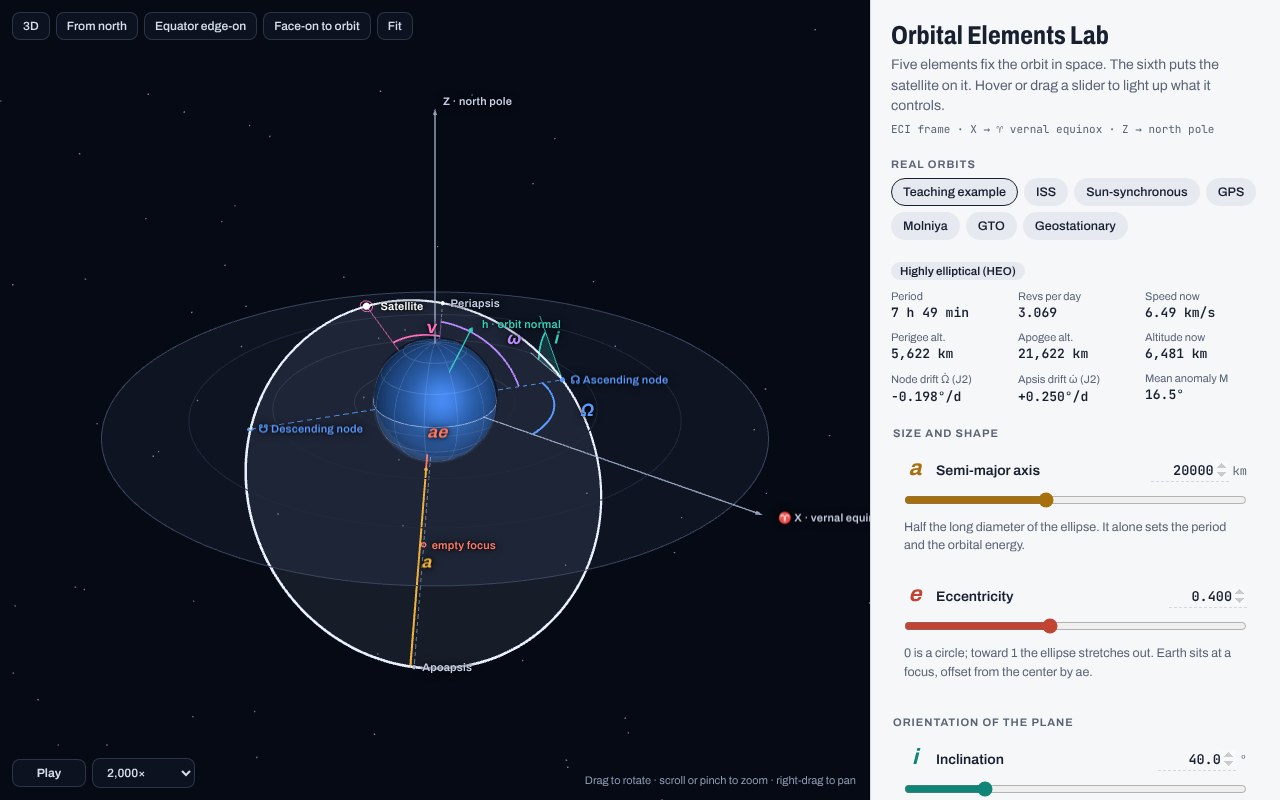 3D
From north
Equator edge-on
Face-on to orbit
Fit
Z · north pole
Satellite
Periapsis
h · orbit normal
ν
ω
i
☊ Ascending node
Ω
☋ Descending node
ae
♈ X · vernal equin
empty focus
a
Apoapsis
Play
2,000×
Drag to rotate · scroll or pinch to zoom · right-drag to pan
Orbital Elements Lab
Five elements fix the orbit in space. The sixth puts the
satellite on it. Hover or drag a slider to light up what it
controls.
ECI frame · X → ♈ vernal equinox · Z → north pole
REAL ORBITS
Teaching example
ISS
Sun-synchronous
GPS
Molniya
GTO
Geostationary
Highly elliptical (HEO)
Period
7 h 49 min
Revs per day
3.069
Speed now
6.49 km/s
Perigee alt.
5,622 km
Apogee alt.
21,622 km
Altitude now
6,481 km
Node drift Ω̇ (J2)
-0.198°/d
Apsis drift ω̇ (J2)
+0.250°/d
Mean anomaly M
16.5°
SIZE AND SHAPE
a Semi-major axis 20000 km
Half the long diameter of the ellipse. It alone sets the period
and the orbital energy.
e Eccentricity 0.400
0 is a circle; toward 1 the ellipse stretches out. Earth sits at a
focus, offset from the center by ae.
ORIENTATION OF THE PLANE
i Inclination 40.0 °